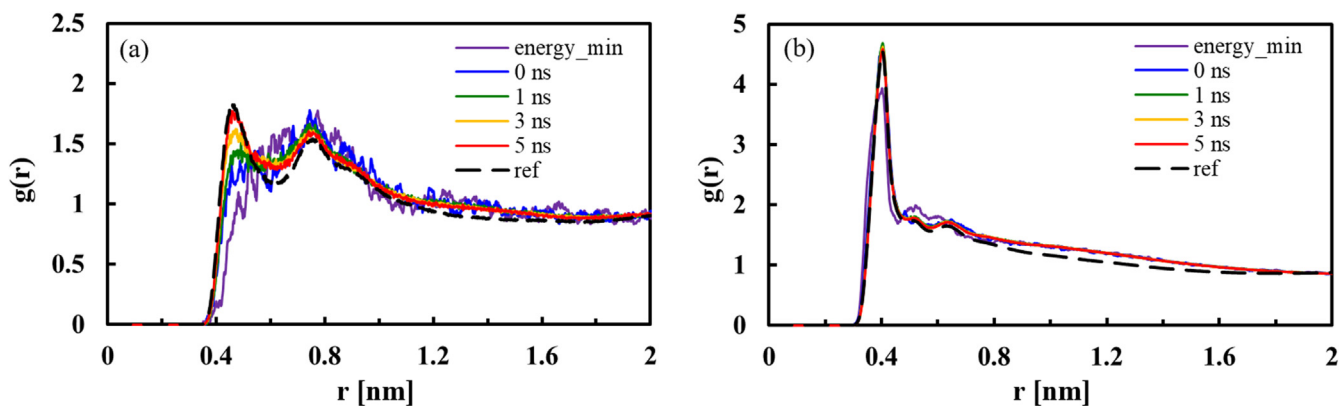 (a)
g(r)
2.5
2
1.5
1
0.5
0
energy_min
0 ns
1 ns
3 ns
5 ns
ref
0 0.4 0.8 1.2 1.6 2
r [nm]
(b)
g(r)
5
4
3
2
1
0
energy_min
0 ns
1 ns
3 ns
5 ns
ref
0 0.4 0.8 1.2 1.6 2
r [nm]